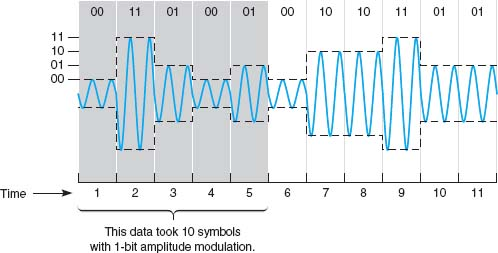 00 11 01 00 01 00 10 10 11 01 01
11
10
01
00
Time 1 2 3 4 5 6 7 8 9 10 11
This data took 10 symbols
with 1-bit amplitude modulation.